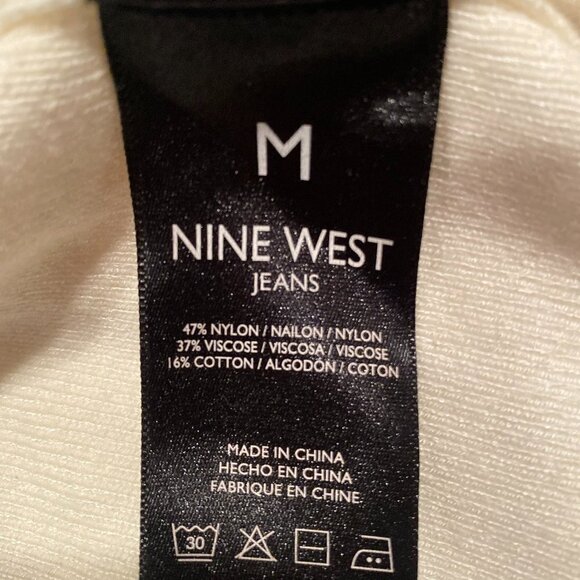 M
NINE WEST
JEANS
47% NYLON / NAILON / NYLON
37% VISCOSE / VISCOSA / VISCOSE
16% COTTON / ALGODON / COTON
MADE IN CHINA
HECHO EN CHINA
FABRIQUE EN CHINE
30